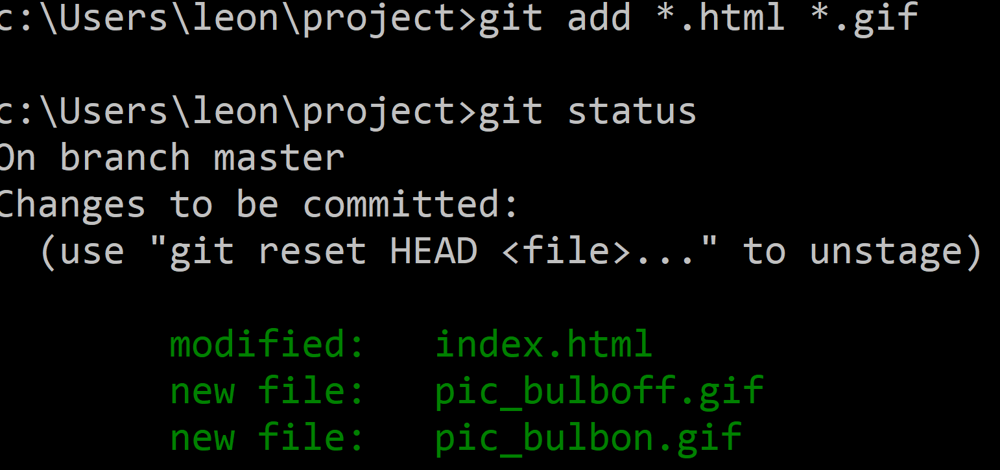 c:\Users\leon\project>git add *.html *.gif
c:\Users\leon\project>git status
On branch master
Changes to be committed:
  (use "git reset HEAD <file>..." to unstage)
        modified:   index.html
        new file:   pic_bulboff.gif
        new file:   pic_bulbon.gif